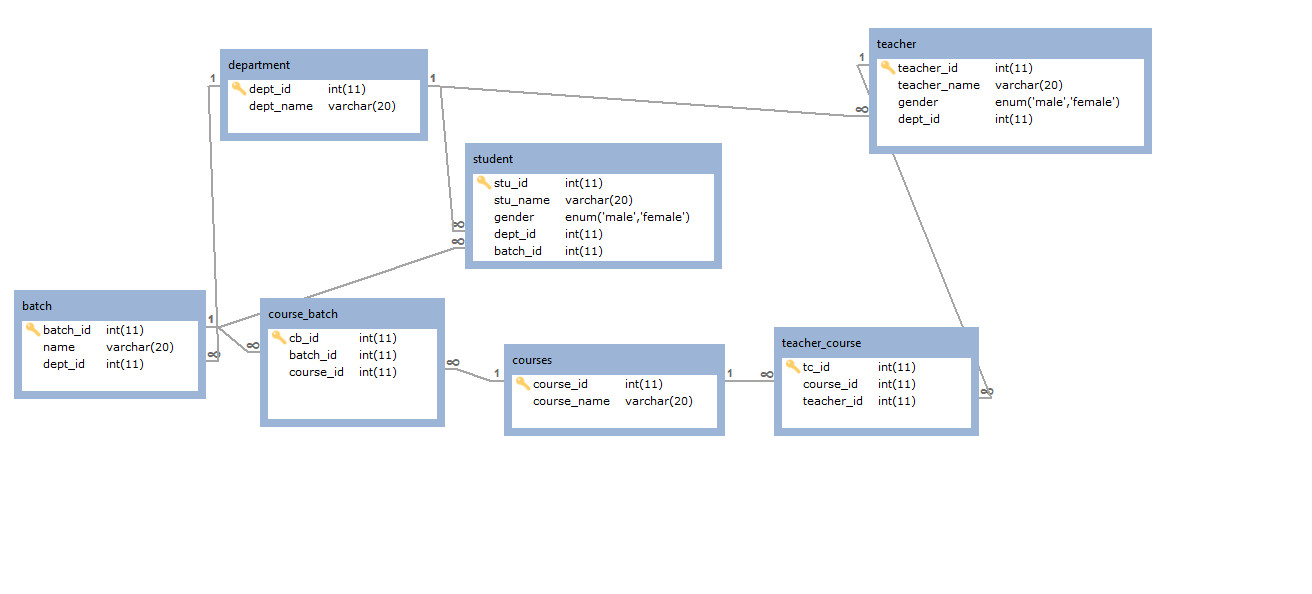 department
dept_id int(11)
dept_name varchar(20)
teacher
teacher_id int(11)
teacher_name varchar(20)
gender enum('male','female')
dept_id int(11)
student
stu_id int(11)
stu_name varchar(20)
gender enum('male','female')
dept_id int(11)
batch_id int(11)
batch
batch_id int(11)
name varchar(20)
dept_id int(11)
course_batch
cb_id int(11)
batch_id int(11)
course_id int(11)
courses
course_id int(11)
course_name varchar(20)
teacher_course
tc_id int(11)
course_id int(11)
teacher_id int(11)
1
1
1
∞
∞
∞
1
∞
∞
∞
1
1
∞
∞